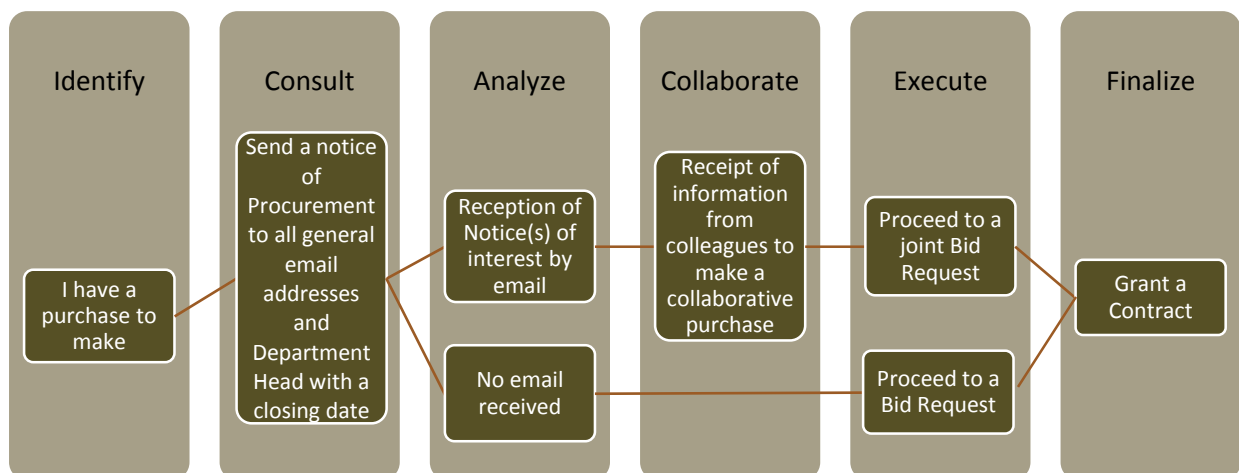 Identify
I have a
purchase to
make
Consult
Send a notice
of
Procurement
to all general
email
addresses
and
Department
Head with a
closing date
Analyze
Reception of
Notice(s) of
interest by
email
No email
received
Collaborate
Receipt of
information
from
colleagues to
make a
collaborative
purchase
Execute
Proceed to a
joint Bid
Request
Proceed to a
Bid Request
Finalize
Grant a
Contract